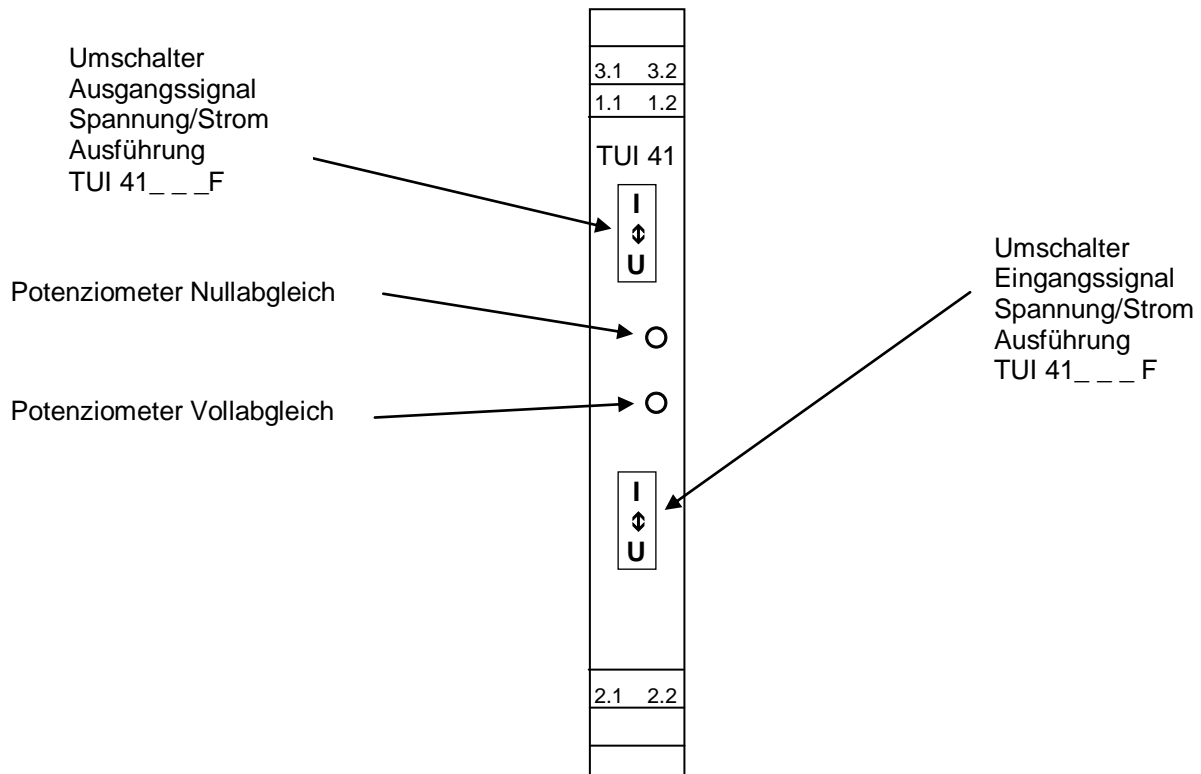 Umschalter
Ausgangssignal
Spannung/Strom
Ausführung
TUI 41_ _ _F
Potenziometer Nullabgleich
Potenziometer Vollabgleich
3.1 3.2
1.1 1.2
TUI 41
I
⇕
U
I
⇕
U
2.1 2.2
Umschalter
Eingangssignal
Spannung/Strom
Ausführung
TUI 41_ _ _ F